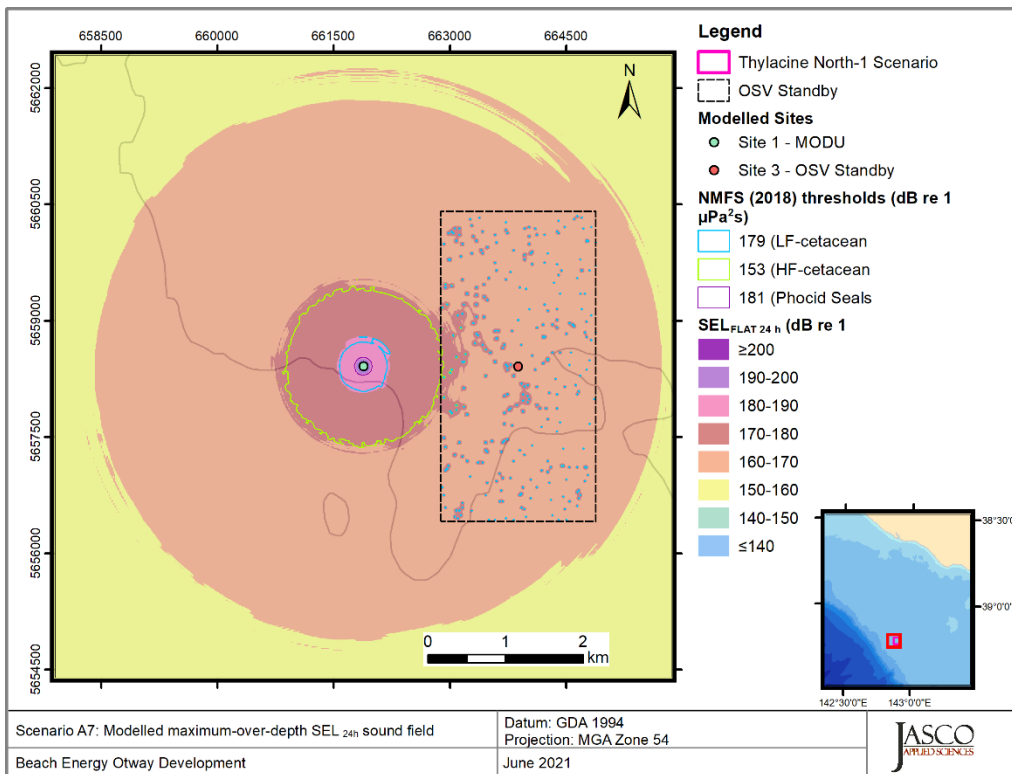 658500 660000 661500 663000 664500
5662000
5660500
5659000
5657500
5656000
5654500
N
0 1 2
km
Legend
Thylacine North-1 Scenario
OSV Standby
Modelled Sites
Site 1 - MODU
Site 3 - OSV Standby
NMFS (2018) thresholds (dB re 1
µPa²s)
179 (LF-cetacean
153 (HF-cetacean
181 (Phocid Seals
SEL FLAT 24 h (dB re 1
≥200
190-200
180-190
170-180
160-170
150-160
140-150
≤140
38°30'S
39°0'0"S
142°30'0"E 143°0'0"E
Scenario A7: Modelled maximum-over-depth SEL 24h sound field
Beach Energy Otway Development
Datum: GDA 1994
Projection: MGA Zone 54
June 2021
JASCO
APPLIED SCIENCES